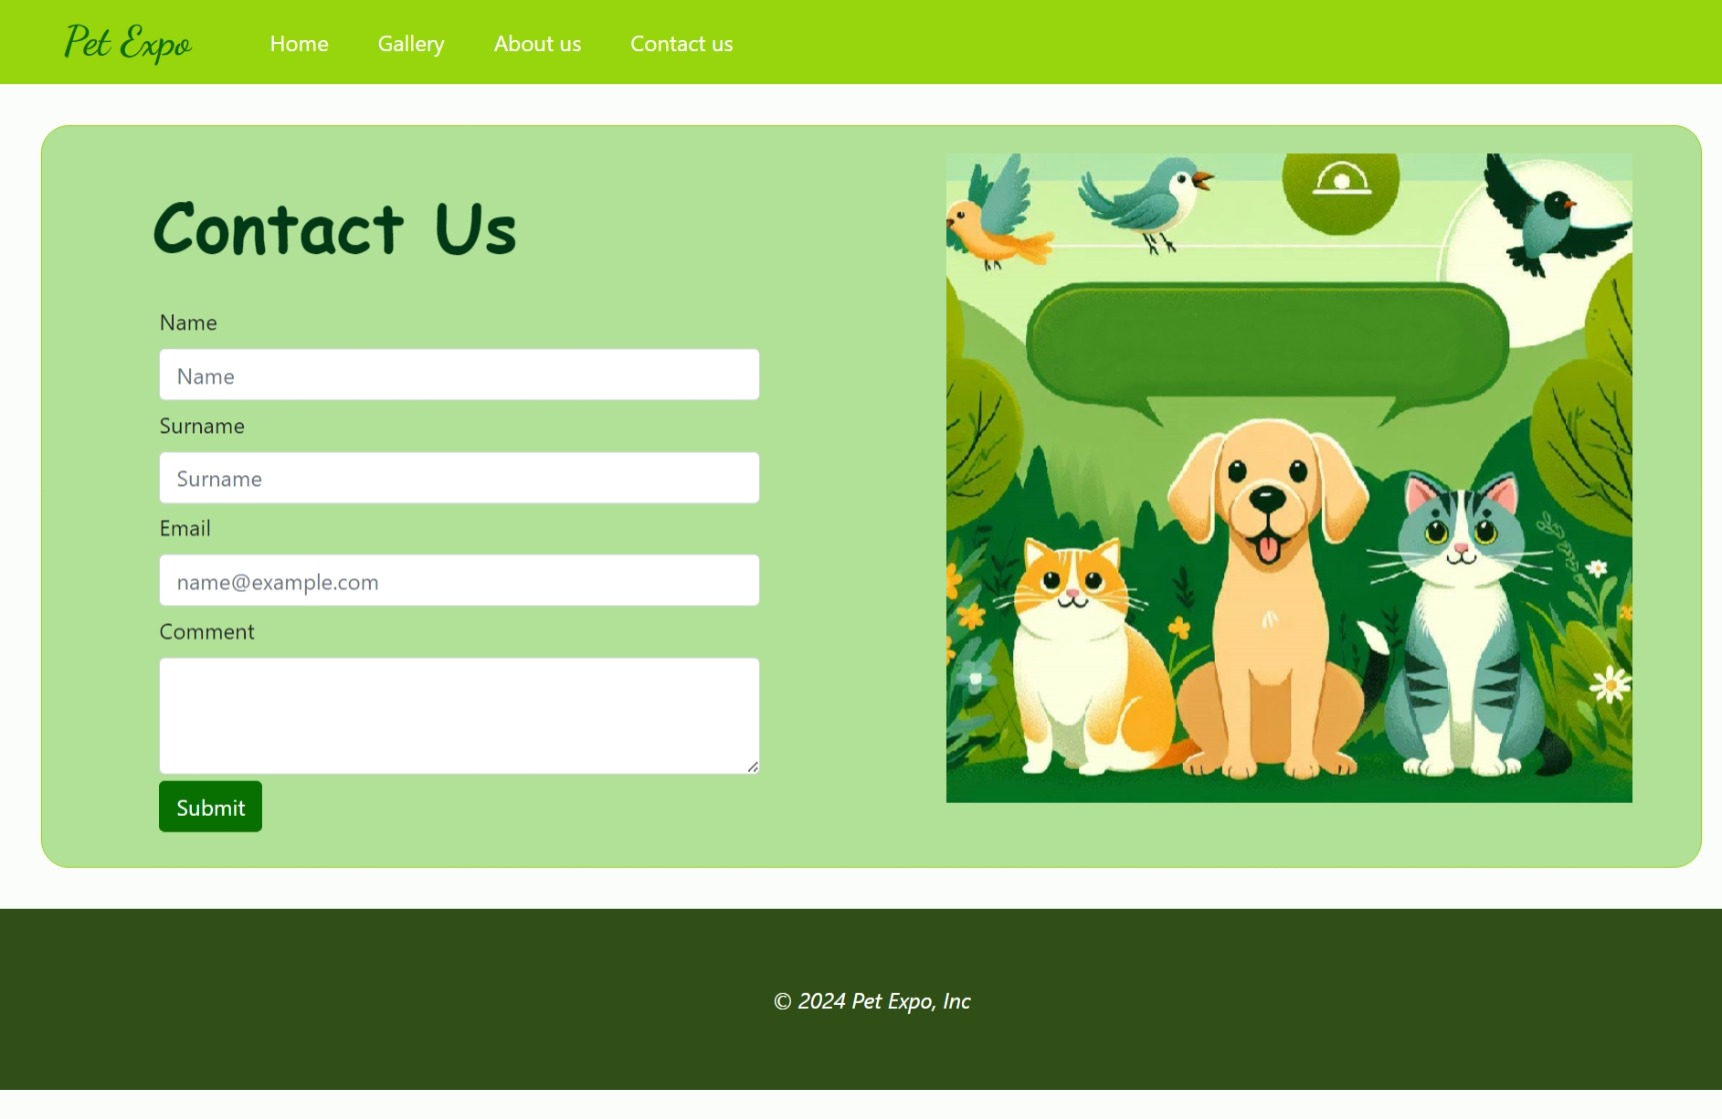 Pet Expo Home Gallery About us Contact us
Contact Us
Name
Name
Surname
Surname
Email
name@example.com
Comment
Submit
© 2024 Pet Expo, Inc